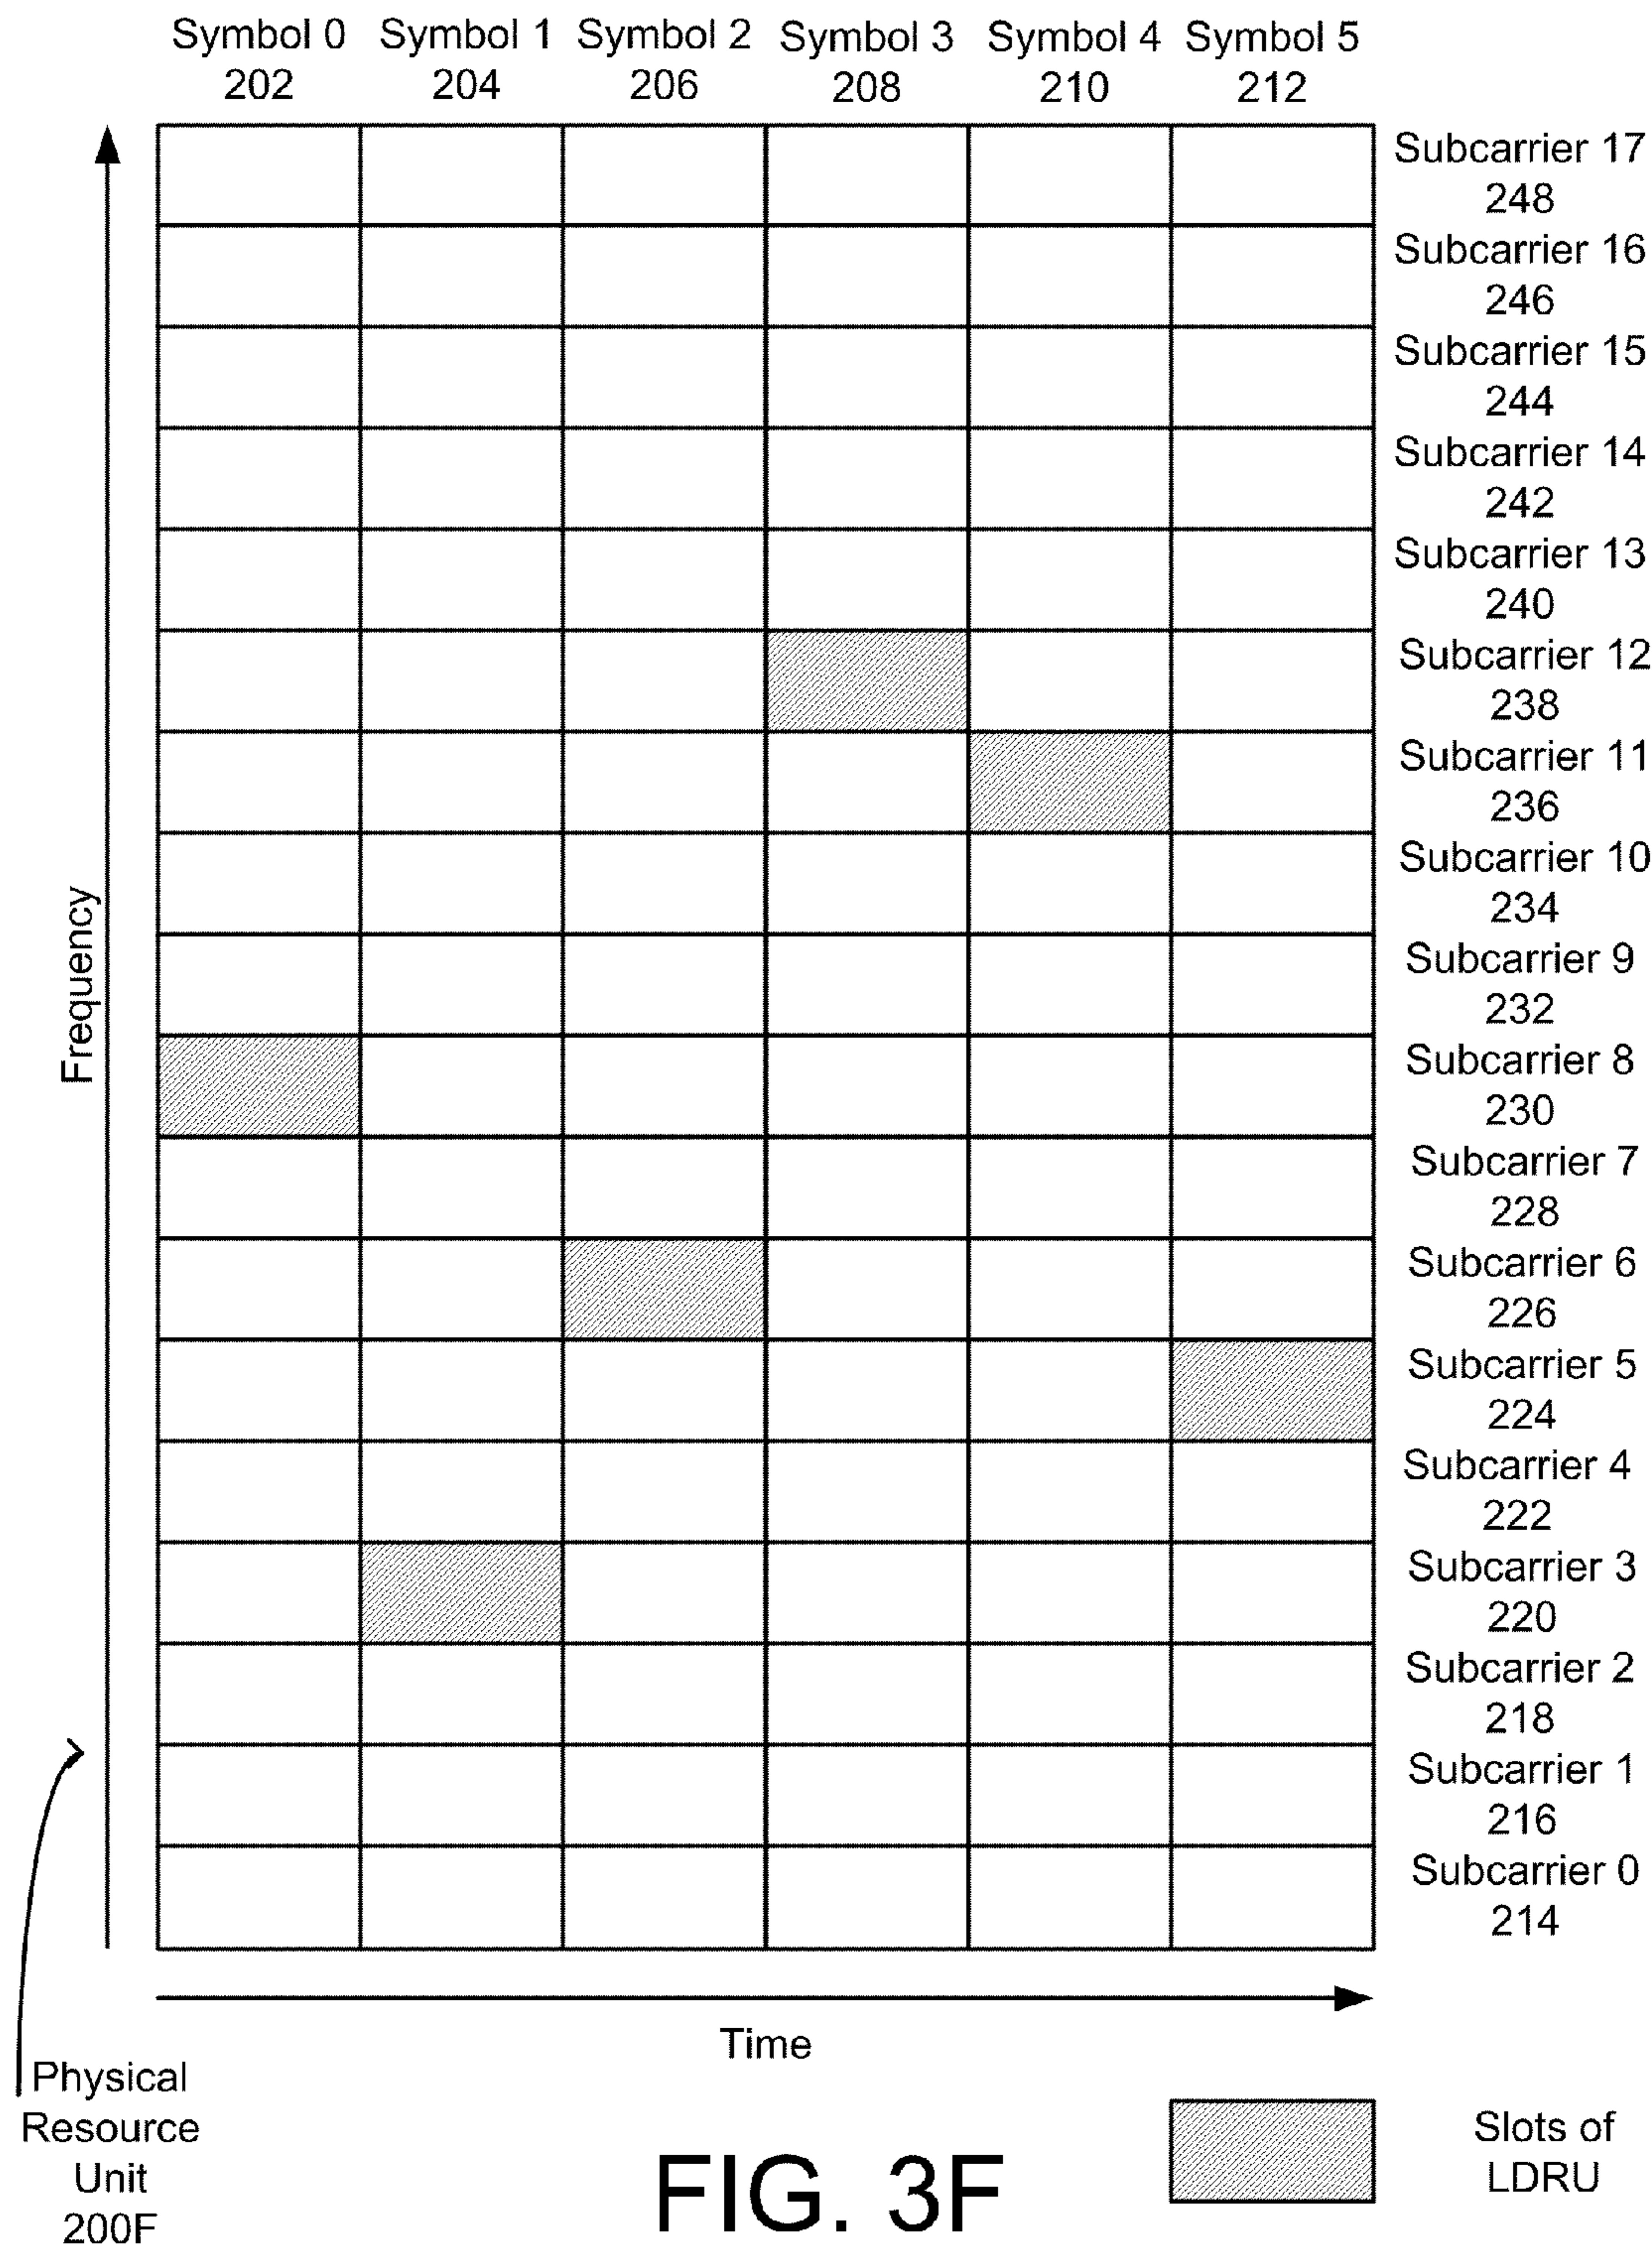 Symbol 0 Symbol 1 Symbol 2 Symbol 3 Symbol 4 Symbol 5
202 204 206 208 210 212
Subcarrier 17
248
Subcarrier 16
246
Subcarrier 15
244
Subcarrier 14
242
Subcarrier 13
240
Subcarrier 12
238
Subcarrier 11
236
Subcarrier 10
234
Subcarrier 9
232
Subcarrier 8
230
Subcarrier 7
228
Subcarrier 6
226
Subcarrier 5
224
Subcarrier 4
222
Subcarrier 3
220
Subcarrier 2
218
Subcarrier 1
216
Subcarrier 0
214
Frequency
Time
Physical
Resource
Unit
200F
FIG. 3F
Slots of
LDRU